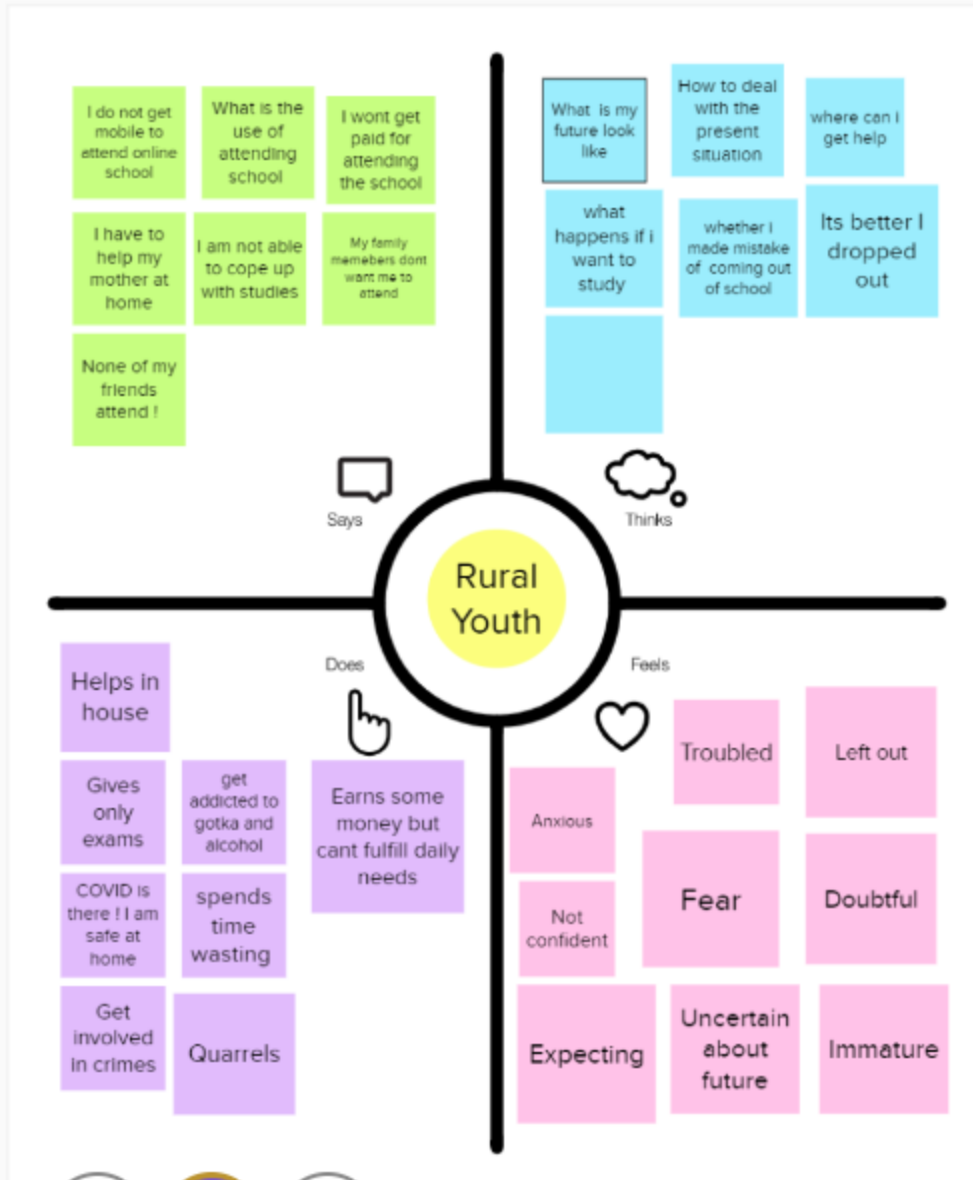 I do not get
mobile to
attend online
school
What is the
use of
attending
school
I wont get
paid for
attending
the school
I have to
help my
mother at
home
I am not able
to cope up
with studies
My family
memebers dont
want me to
attend
None of my
friends
attend !
Says
What is my
future look
like
How to deal
with the
present
situation
where can i
get help
what
happens if i
want to
study
whether i
made mistake
of coming out
of school
Its better I
dropped
out
Thinks
Rural
Youth
Does
Helps in
house
Gives
only
exams
get
addicted to
gotka and
alcohol
Earns some
money but
cant fulfill daily
needs
COVID is
there ! I am
safe at
home
spends
time
wasting
Get
involved
in crimes
Quarrels
Feels
Troubled
Left out
Anxious
Fear
Doubtful
Not
confident
Expecting
Uncertain
about
future
Immature